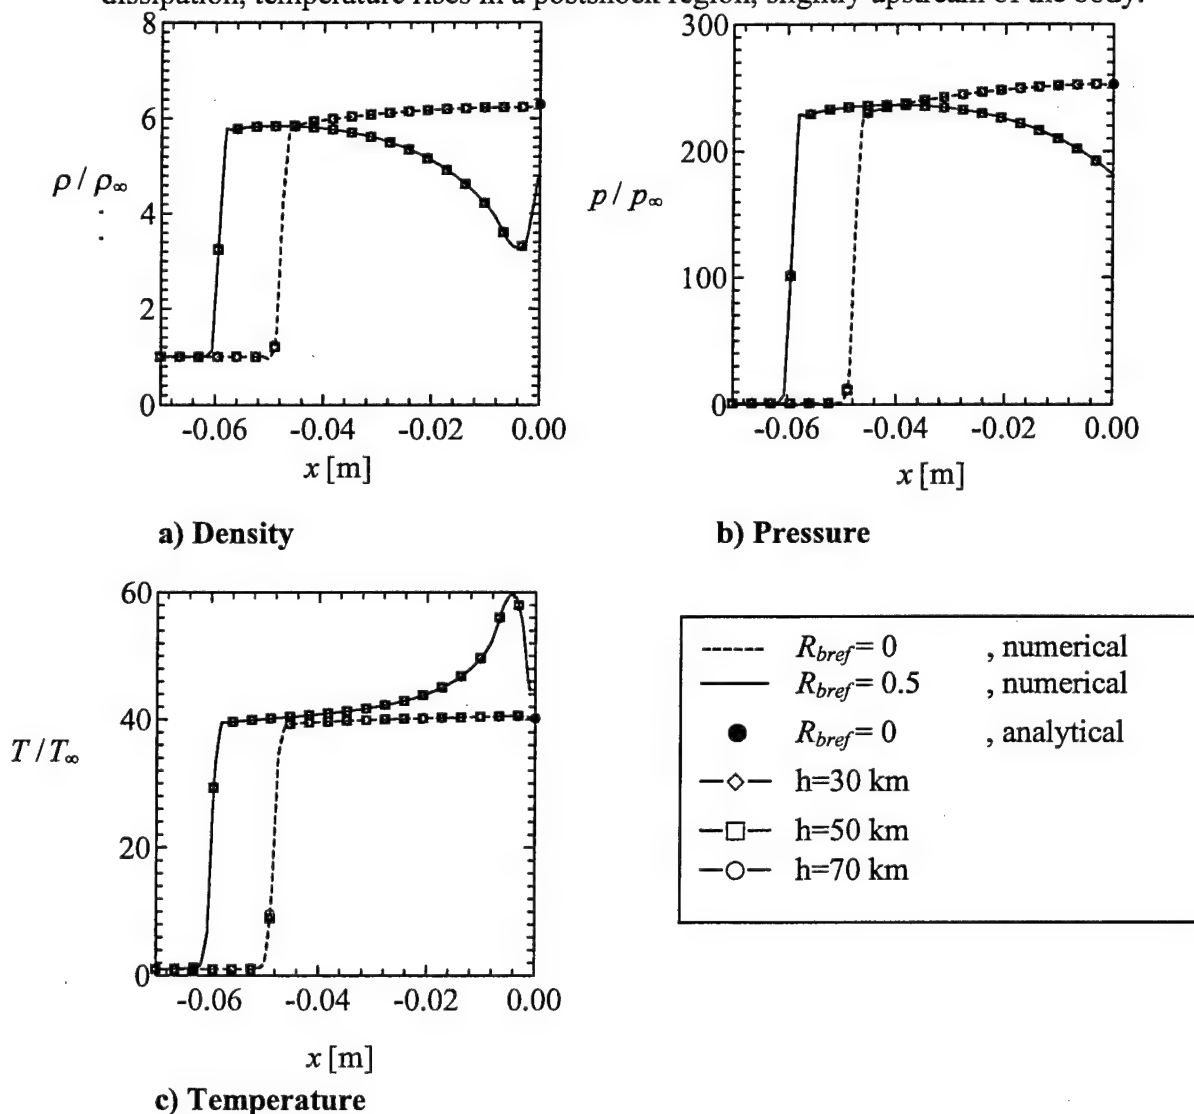 dissipation, temperature rises in a postshock region, slightly upstream of the body.
8
6
ρ / ρ∞
4
2
0
-0.06 -0.04 -0.02 0.00
x [m]
a) Density
300
200
p / p∞
100
0
-0.06 -0.04 -0.02 0.00
x [m]
b) Pressure
60
40
T / T∞
20
0
-0.06 -0.04 -0.02 0.00
x [m]
c) Temperature
R_bref = 0 , numerical
R_bref = 0.5 , numerical
R_bref = 0 , analytical
h=30 km
h=50 km
h=70 km